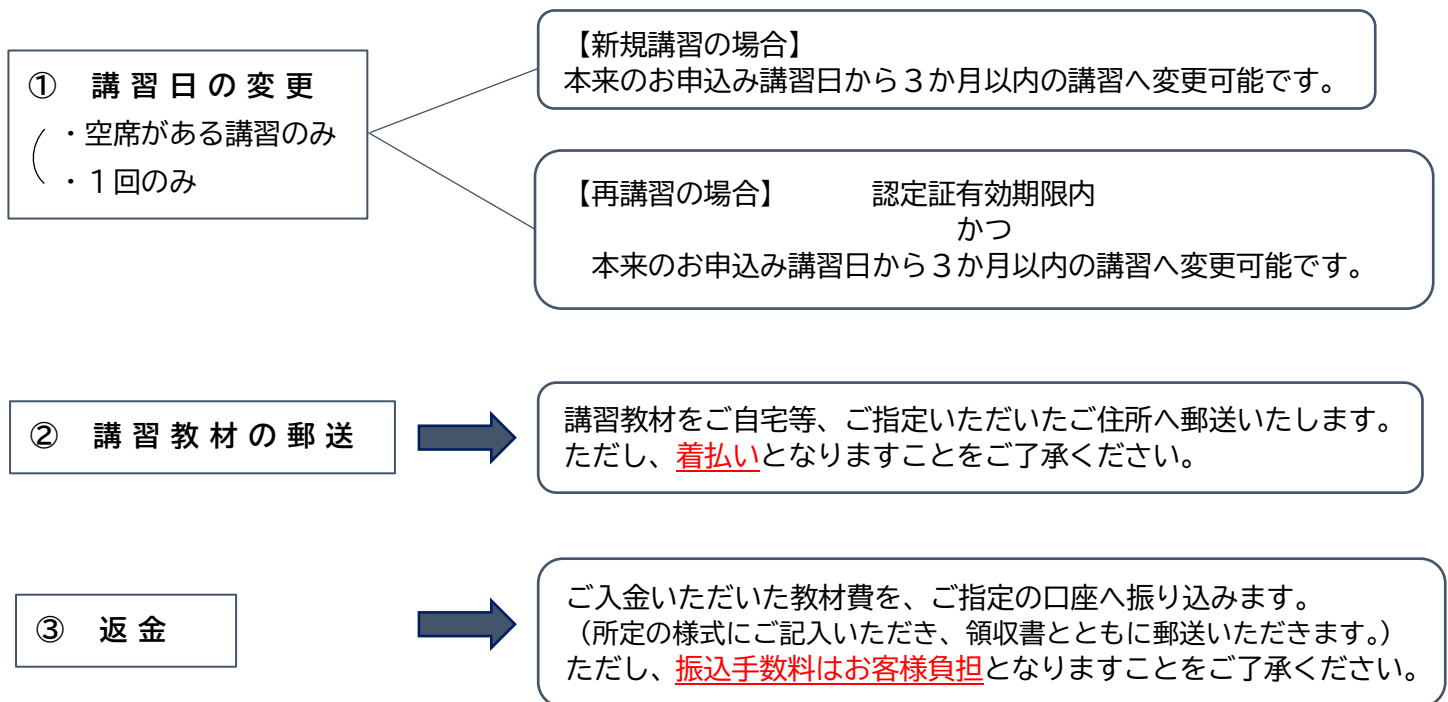 ① 講習日の変更
・空席がある講習のみ
・１回のみ
【新規講習の場合】
本来のお申込み講習日から３か月以内の講習へ変更可能です。
【再講習の場合】　　認定証有効期限内
かつ
本来のお申込み講習日から３か月以内の講習へ変更可能です。
② 講習教材の郵送
講習教材をご自宅等、ご指定いただいたご住所へ郵送いたします。
ただし、着払いとなりますことをご了承ください。
③ 返金
ご入金いただいた教材費を、ご指定の口座へ振り込みます。
（所定の様式にご記入いただき、領収書とともに郵送いただきます。）
ただし、振込手数料はお客様負担となりますことをご了承ください。